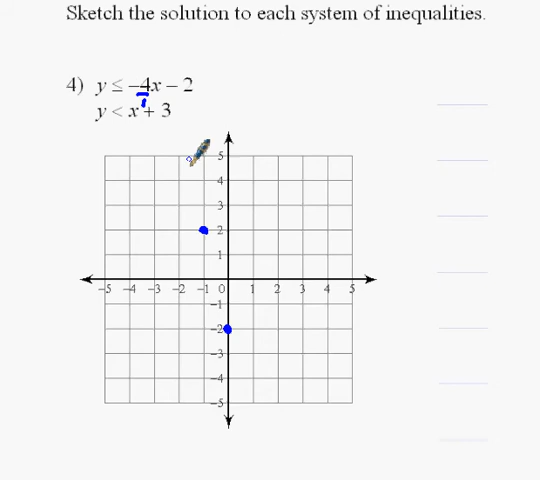 Sketch the solution to each system of inequalities.
4) y ≤ −4x − 2
1
y < x + 3
5
4
3
2
1
−5 −4 −3 −2 −1 0 1 2 3 4 5
−1
−2
−3
−4
−5